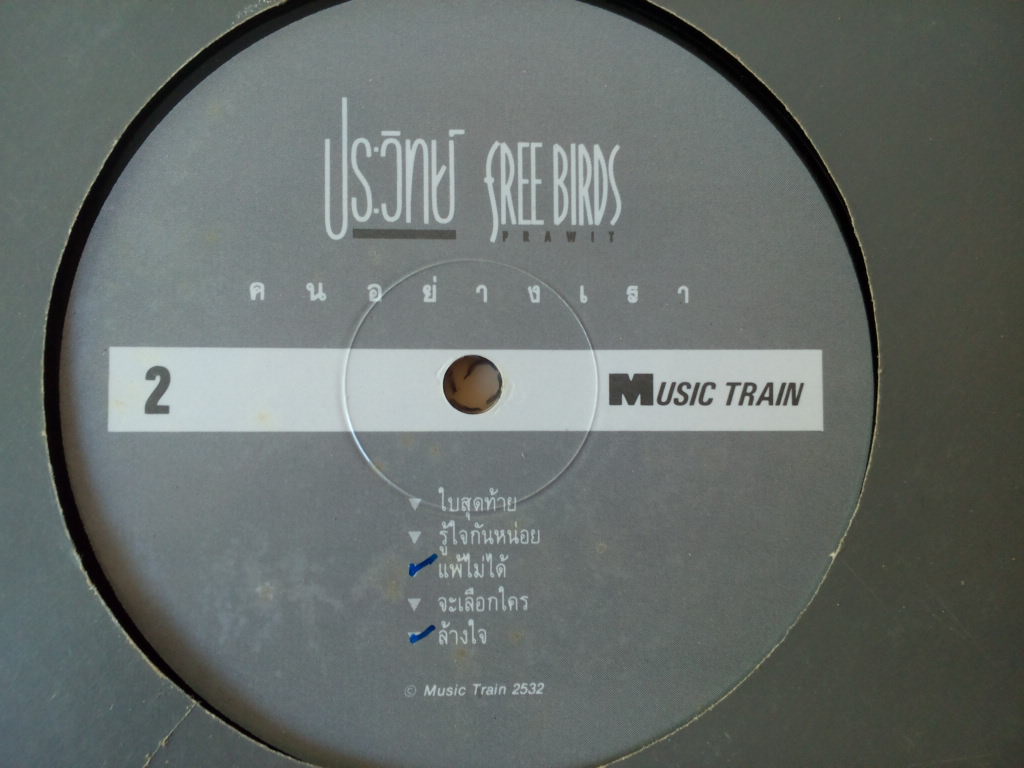 ประวิทย์ FREE BIRDS
PRAWIT
คนอย่างเรา
2 MUSIC TRAIN
ใบสุดท้าย
รู้ใจกันหน่อย
แพ้ไม่ได้
จะเลือกใคร
ล้างใจ
© Music Train 2532